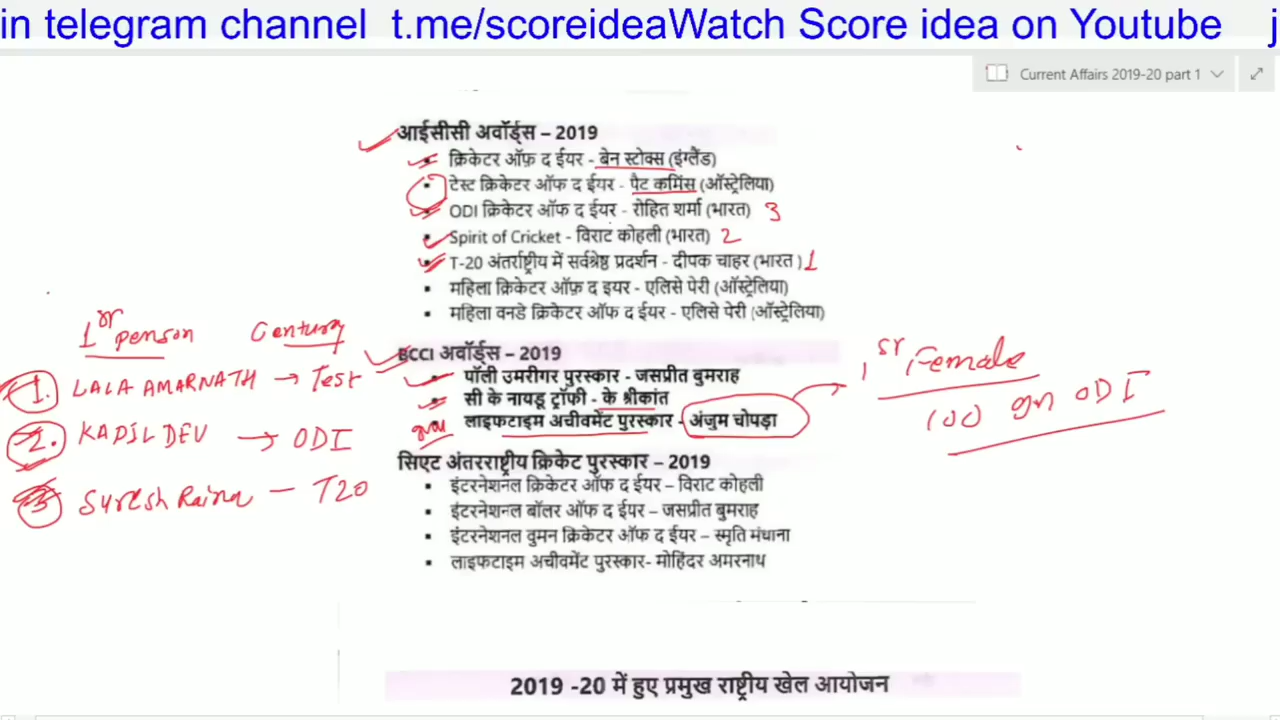 in telegram channel t.me/scoreideaWatch Score idea on Youtube j
Current Affairs 2019-20 part 1
आईसीसी अवॉर्ड्स – 2019
क्रिकेटर ऑफ़ द ईयर - बेन स्टोक्स (इंग्लैंड)
टेस्ट क्रिकेटर ऑफ द ईयर - पैट कमिंस (ऑस्ट्रेलिया)
ODI क्रिकेटर ऑफ द ईयर - रोहित शर्मा (भारत) 3
Spirit of Cricket - विराट कोहली (भारत) 2
T-20 अंतर्राष्ट्रीय में सर्वश्रेष्ठ प्रदर्शन - दीपक चाहर (भारत ) 1
महिला क्रिकेटर ऑफ़ द इयर - एलिसे पेरी (ऑस्ट्रेलिया)
महिला वनडे क्रिकेटर ऑफ द ईयर - एलिसे पेरी (ऑस्ट्रेलिया)
BCCI अवॉर्ड्स – 2019
पॉली उमरीगर पुरस्कार - जसप्रीत बुमराह
सी के नायडू ट्रॉफी - के श्रीकांत
लाइफटाइम अचीवमेंट पुरस्कार - अंजुम चोपड़ा
सिएट अंतरराष्ट्रीय क्रिकेट पुरस्कार – 2019
इंटरनेशनल क्रिकेटर ऑफ द ईयर – विराट कोहली
इंटरनेशनल बॉलर ऑफ द ईयर – जसप्रीत बुमराह
इंटरनेशनल वुमन क्रिकेटर ऑफ द ईयर – स्मृति मंधाना
लाइफटाइम अचीवमेंट पुरस्कार- मोहिंदर अमरनाथ
1st person Century
1. LALA AMARNATH → Test
2. KAPIL DEV → ODI
3 Suresh Raina – T20
1st Female
100 in ODI
2019 -20 में हुए प्रमुख राष्ट्रीय खेल आयोजन